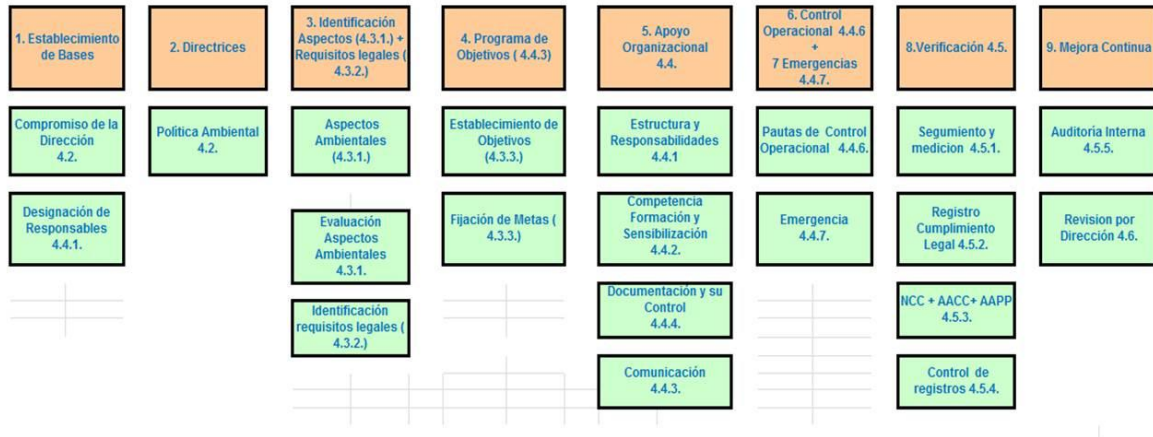 1. Establecimiento
de Bases
2. Directrices
3. Identificación
Aspectos (4.3.1.) +
Requisitos legales (
4.3.2.)
4. Programa de
Objetivos ( 4.4.3)
5. Apoyo
Organizacional
4.4.
6. Control
Operacional 4.4.6
+
7 Emergencias
4.4.7.
8.Verificación 4.5.
9. Mejora Continua
Compromiso de la
Dirección
4.2.
Política Ambiental
4.2.
Aspectos
Ambientales
(4.3.1.)
Establecimiento de
Objetivos
(4.3.3.)
Estructura y
Responsabilidades
4.4.1
Pautas de Control
Operacional 4.4.6.
Segumiento y
medicion 4.5.1.
Auditoría Interna
4.5.5.
Designación de
Responsables
4.4.1.
Evaluación
Aspectos
Ambientales
4.3.1.
Fijación de Metas (
4.3.3.)
Competencia
Formación y
Sensibilización
4.4.2.
Emergencia
4.4.7.
Registro
Cumplimiento
Legal 4.5.2.
Revision por
Dirección 4.6.
Identificación
requisitos legales (
4.3.2.)
Documentación y su
Control
4.4.4.
NCC + AACC+ AAPP
4.5.3.
Comunicación
4.4.3.
Control de
registros 4.5.4.